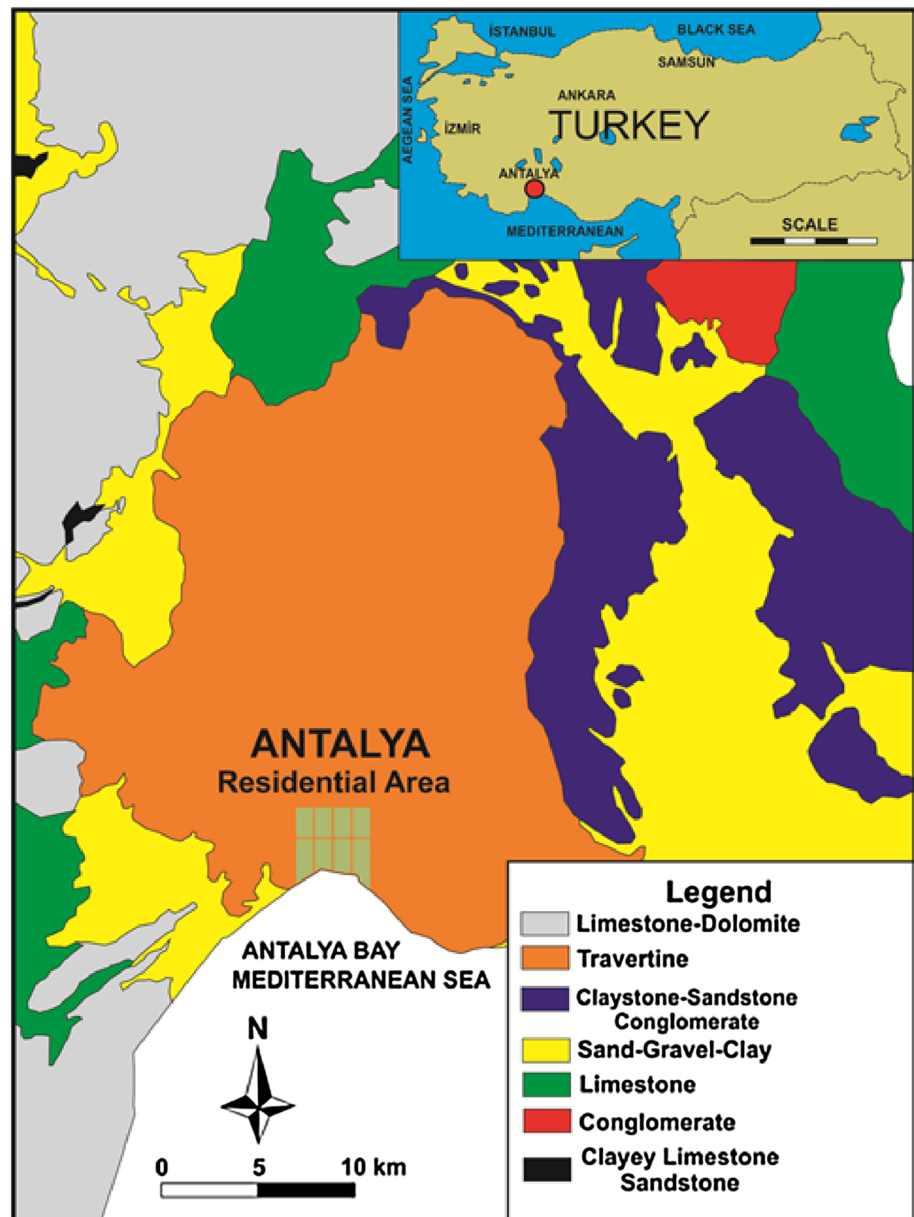 İSTANBUL
BLACK SEA
SAMSUN
AEGEAN SEA
ANKARA
İZMİR
TURKEY
ANTALYA
SCALE
MEDITERRANEAN
ANTALYA
Residential Area
ANTALYA BAY
MEDITERRANEAN SEA
N
0 5 10 km
Legend
Limestone-Dolomite
Travertine
Claystone-Sandstone
Conglomerate
Sand-Gravel-Clay
Limestone
Conglomerate
Clayey Limestone
Sandstone